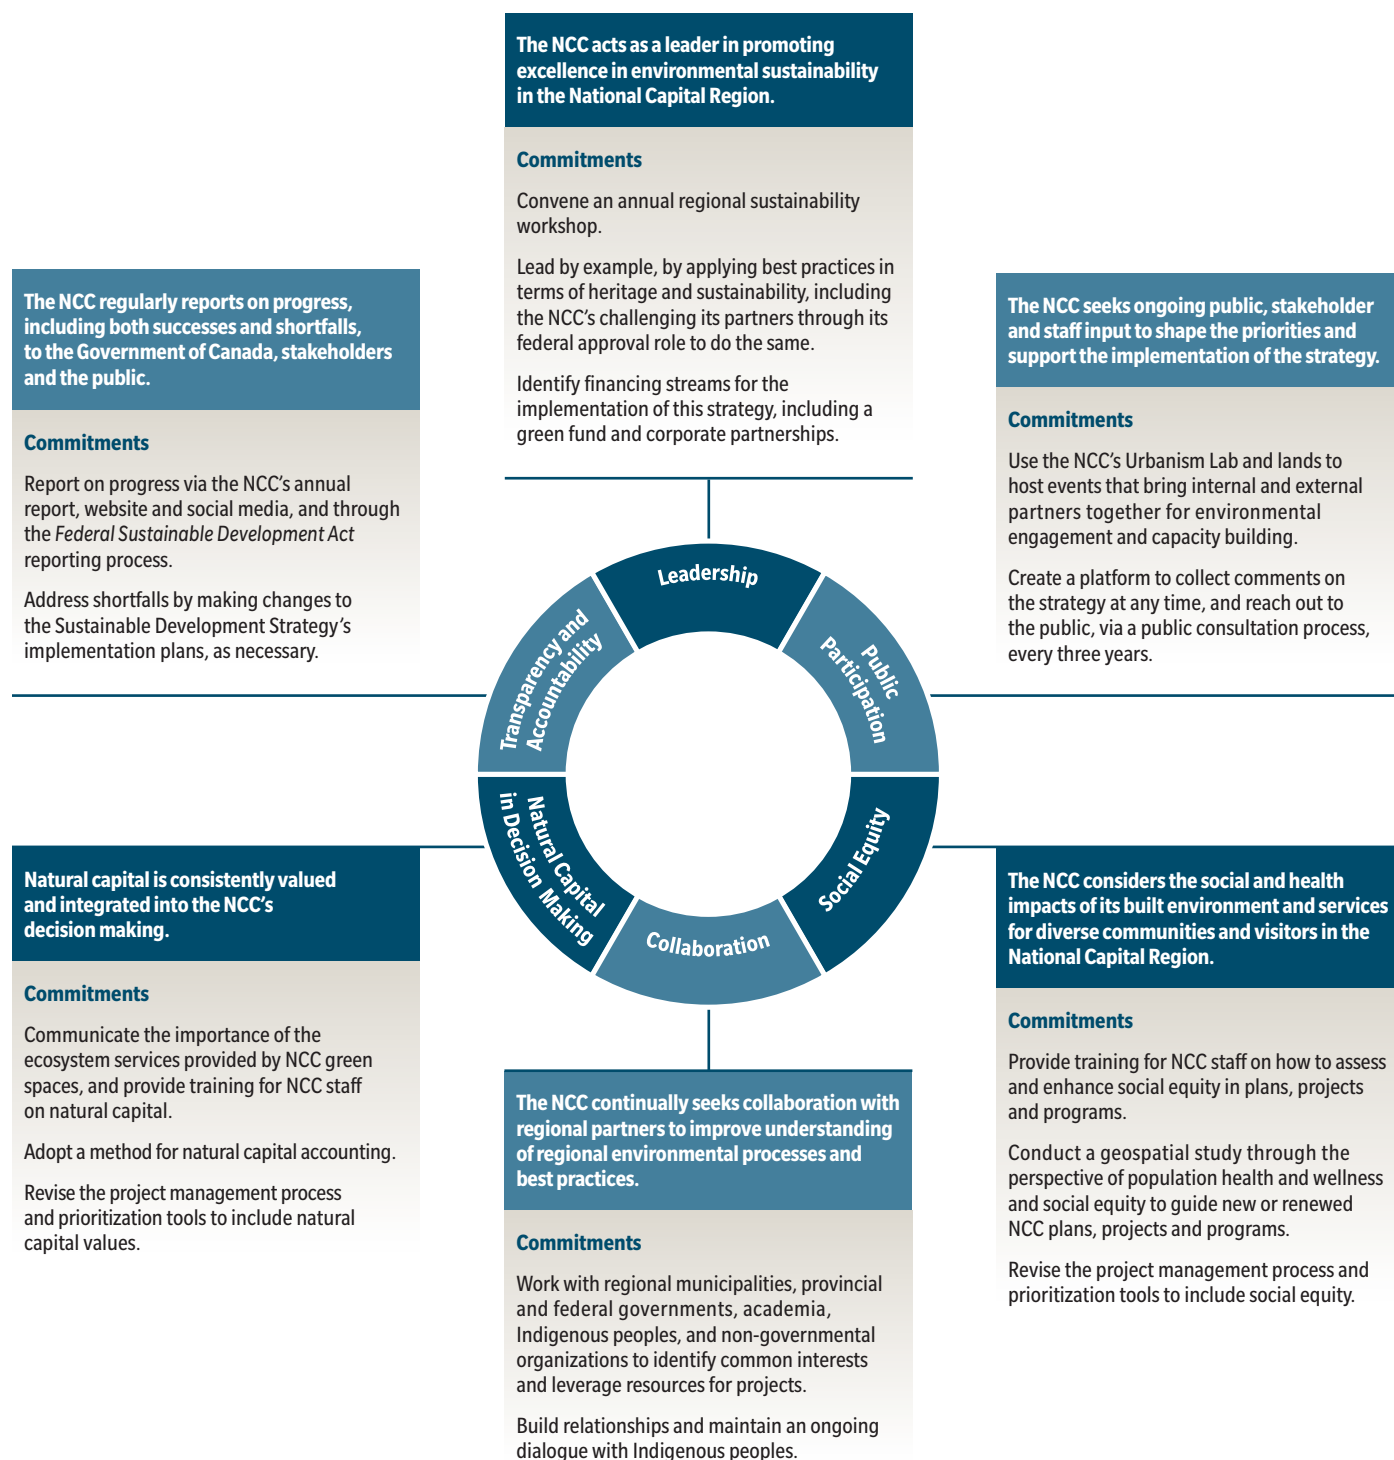 The NCC acts as a leader in promoting
excellence in environmental sustainability
in the National Capital Region.
Commitments
Convene an annual regional sustainability
workshop.
Lead by example, by applying best practices in
terms of heritage and sustainability, including
the NCC's challenging its partners through its
federal approval role to do the same.
Identify financing streams for the
implementation of this strategy, including a
green fund and corporate partnerships.
The NCC regularly reports on progress,
including both successes and shortfalls,
to the Government of Canada, stakeholders
and the public.
Commitments
Report on progress via the NCC's annual
report, website and social media, and through
the Federal Sustainable Development Act
reporting process.
Address shortfalls by making changes to
the Sustainable Development Strategy's
implementation plans, as necessary.
The NCC seeks ongoing public, stakeholder
and staff input to shape the priorities and
support the implementation of the strategy.
Commitments
Use the NCC's Urbanism Lab and lands to
host events that bring internal and external
partners together for environmental
engagement and capacity building.
Create a platform to collect comments on
the strategy at any time, and reach out to
the public, via a public consultation process,
every three years.
Leadership
Transparency and
Accountability
Public
Participation
Natural Capital
in Decision Making
Social Equity
Collaboration
Natural capital is consistently valued
and integrated into the NCC's
decision making.
Commitments
Communicate the importance of the
ecosystem services provided by NCC green
spaces, and provide training for NCC staff
on natural capital.
Adopt a method for natural capital accounting.
Revise the project management process
and prioritization tools to include natural
capital values.
The NCC continually seeks collaboration with
regional partners to improve understanding
of regional environmental processes and
best practices.
Commitments
Work with regional municipalities, provincial
and federal governments, academia,
Indigenous peoples, and non-governmental
organizations to identify common interests
and leverage resources for projects.
Build relationships and maintain an ongoing
dialogue with Indigenous peoples.
The NCC considers the social and health
impacts of its built environment and services
for diverse communities and visitors in the
National Capital Region.
Commitments
Provide training for NCC staff on how to assess
and enhance social equity in plans, projects
and programs.
Conduct a geospatial study through the
perspective of population health and wellness
and social equity to guide new or renewed
NCC plans, projects and programs.
Revise the project management process and
prioritization tools to include social equity.